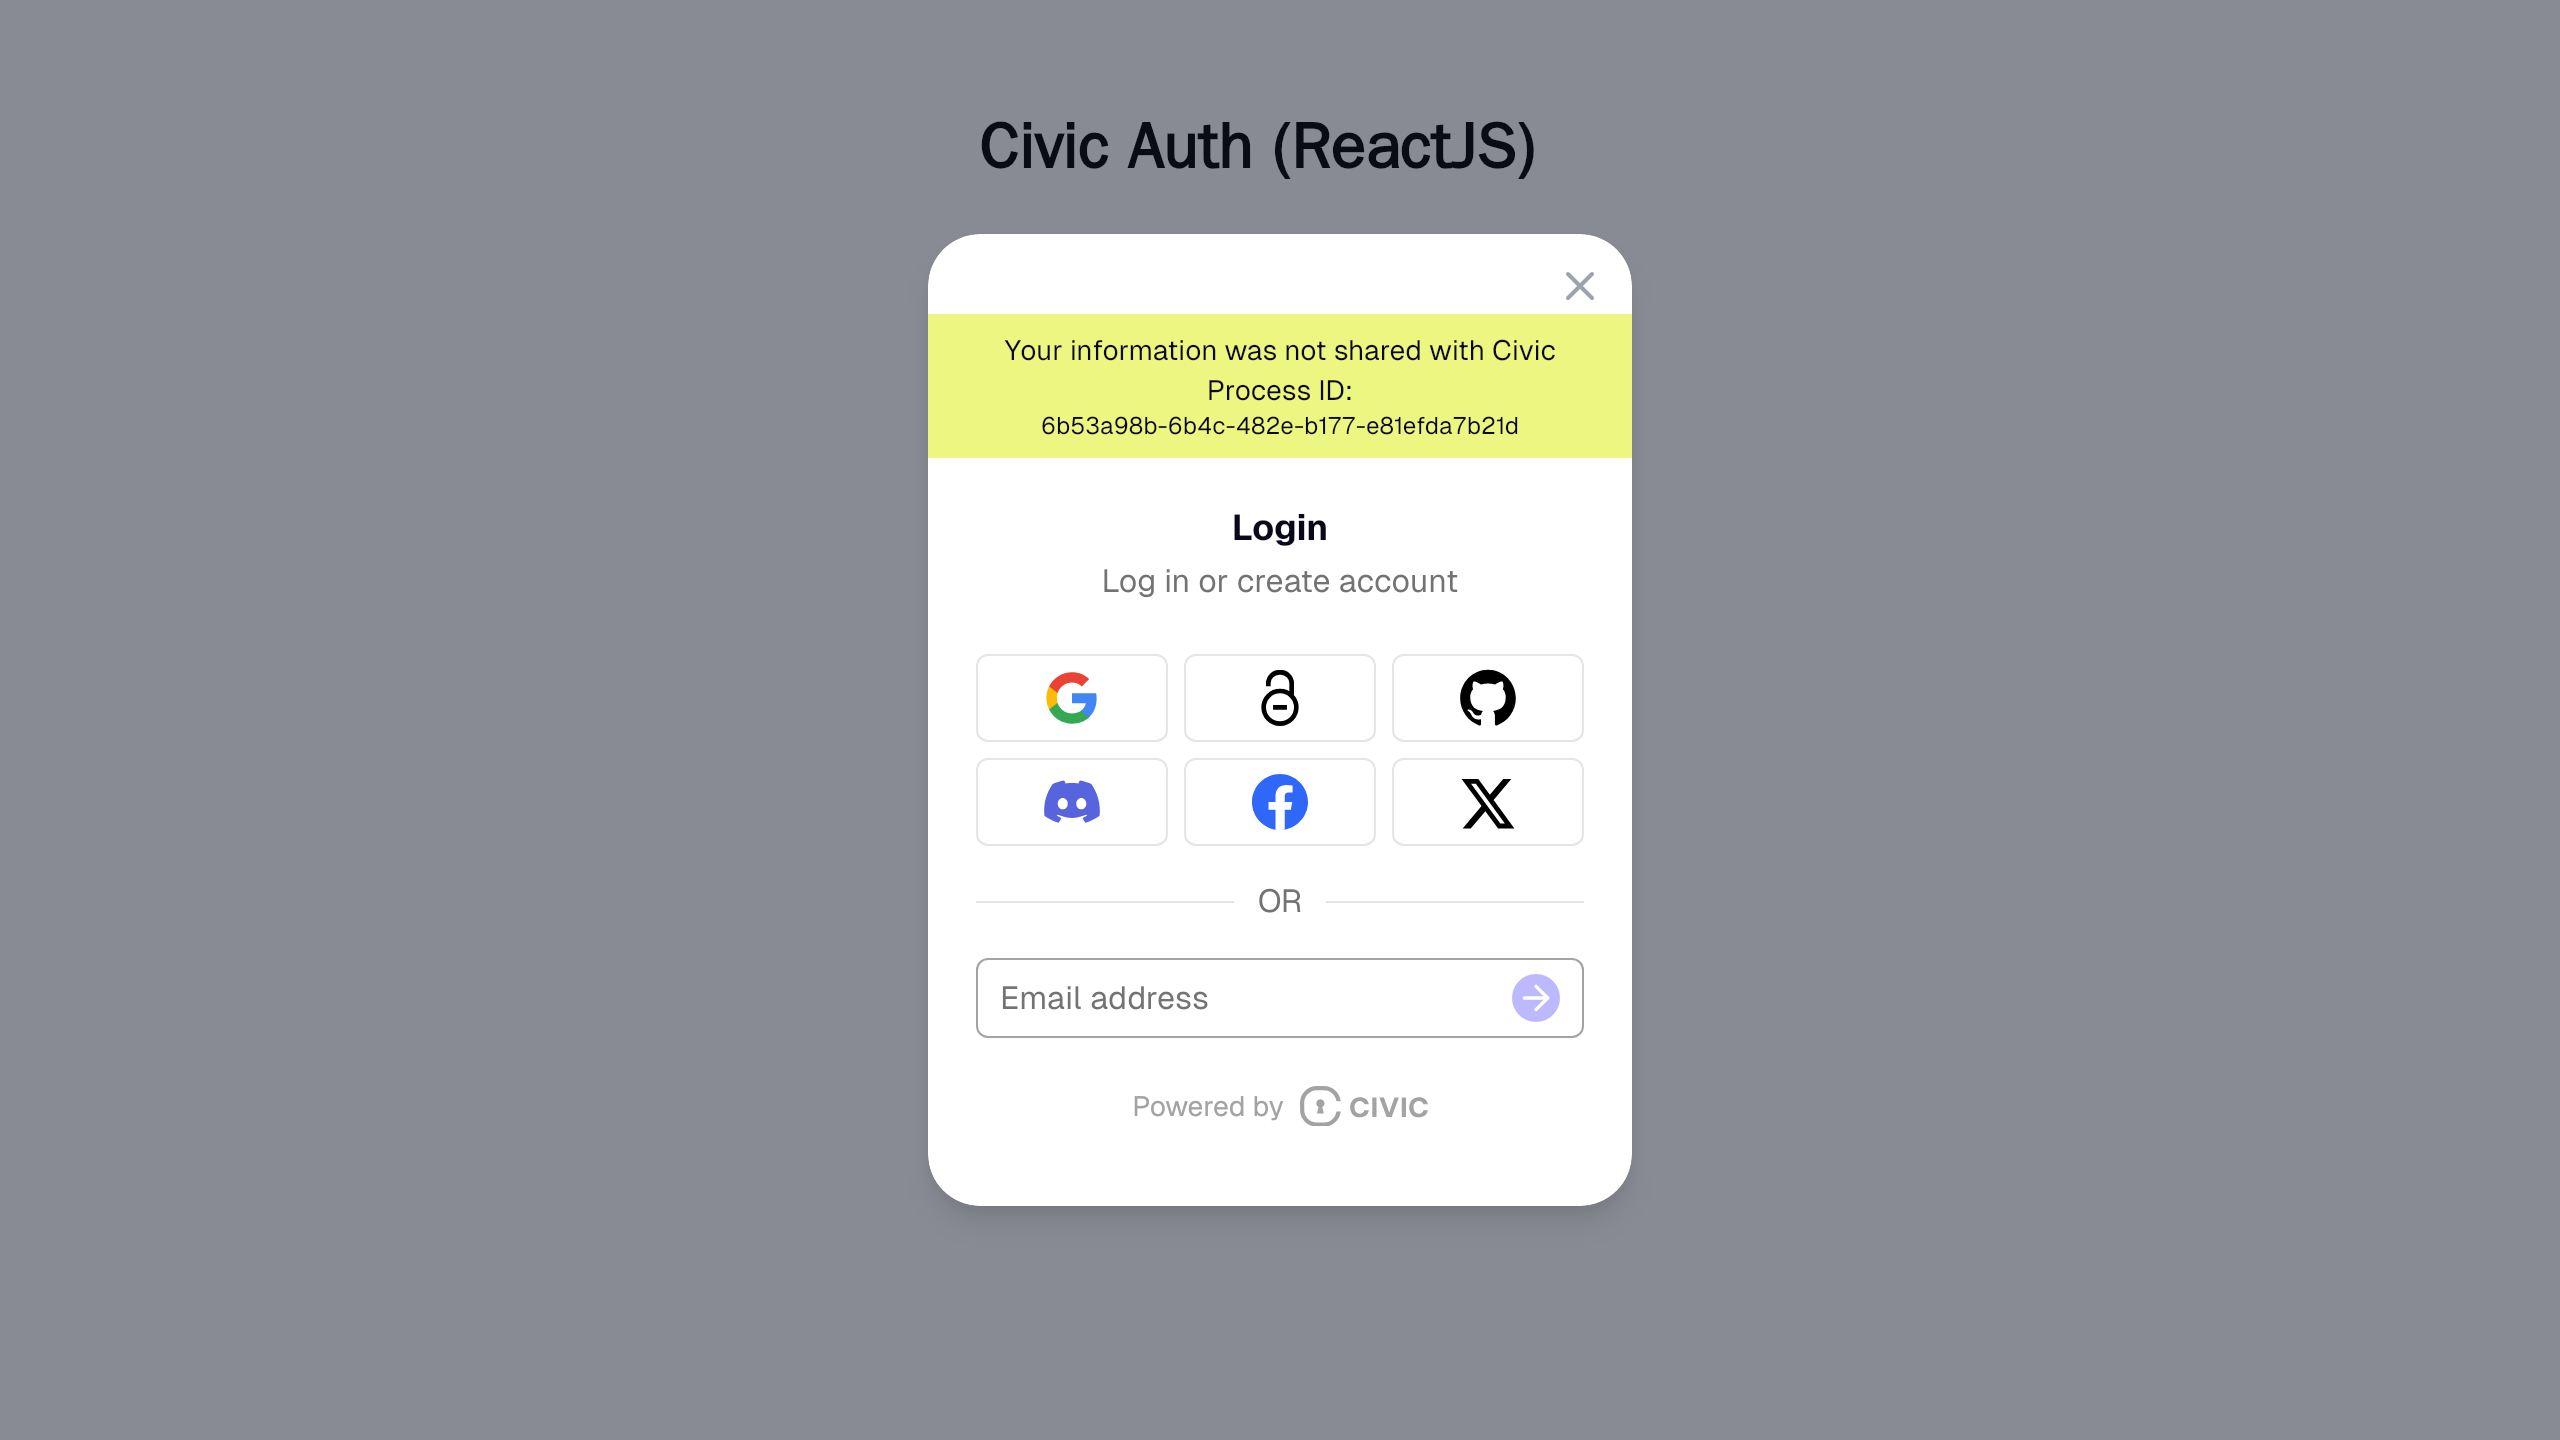 Civic Auth (ReactJS)
Your information was not shared with Civic
Process ID:
6b53a98b-6b4c-482e-b177-e81efda7b21d
Login
Log in or create account
OR
Email address
Powered by CIVIC